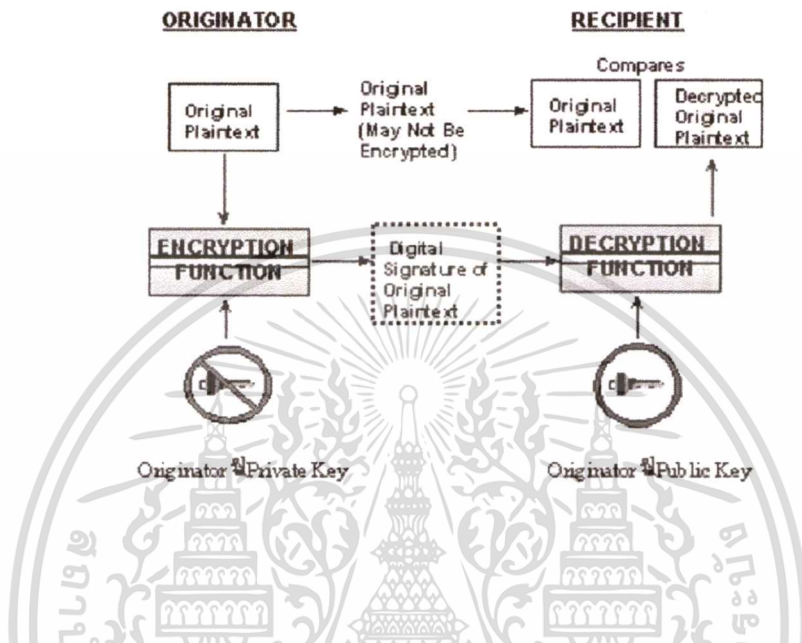 ORIGINATOR
RECIPIENT
Compares
Original
Plaintext
Original
Plaintext
(May Not Be
Encrypted)
Original
Plaintext
Decrypted
Original
Plaintext
ENCRYPTION
FUNCTION
Digital
Signature of
Original
Plaintext
DECRYPTION
FUNCTION
Originator Private Key
Originator Public Key